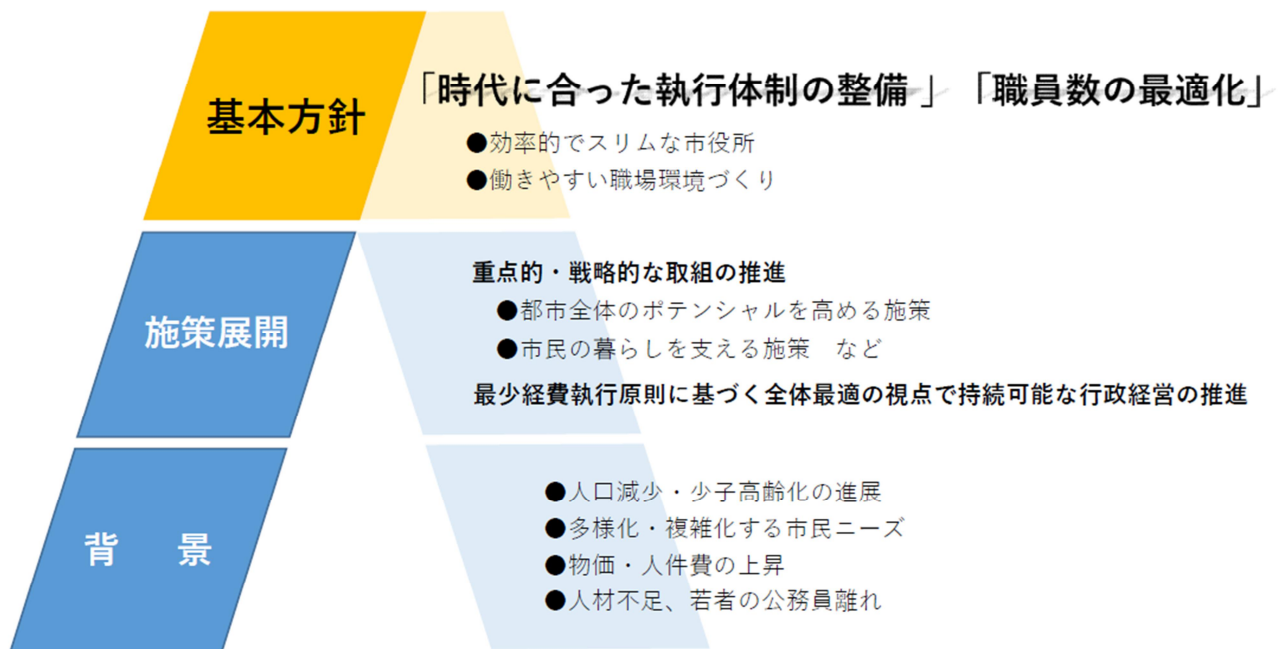 基本方針
「時代に合った執行体制の整備」「職員数の最適化」
●効率的でスリムな市役所
●働きやすい職場環境づくり
施策展開
重点的・戦略的な取組の推進
●都市全体のポテンシャルを高める施策
●市民の暮らしを支える施策　など
最少経費執行原則に基づく全体最適の視点で持続可能な行政経営の推進
背　景
●人口減少・少子高齢化の進展
●多様化・複雑化する市民ニーズ
●物価・人件費の上昇
●人材不足、若者の公務員離れ